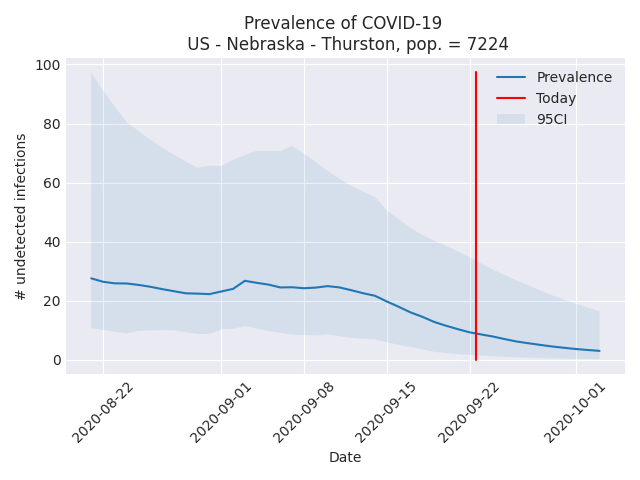 Prevalence of COVID-19
US - Nebraska - Thurston, pop. = 7224
100
80
60
40
20
0
# undetected infections
Prevalence
Today
95CI
2020-08-22
2020-09-01
2020-09-08
2020-09-15
2020-09-22
2020-10-01
Date